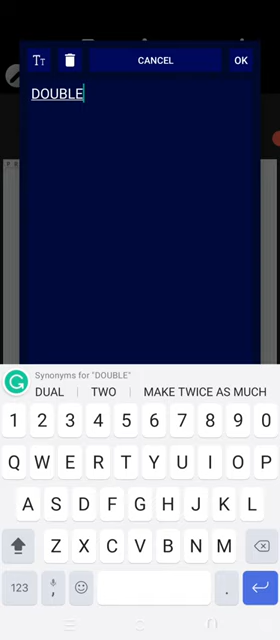 TT
CANCEL
OK
DOUBLE
Synonyms for "DOUBLE"
DUAL
TWO
MAKE TWICE AS MUCH
1 2 3 4 5 6 7 8 9 0
Q W E R T Y U I O P
A S D F G H J K L
Z X C V B N M
123 , .